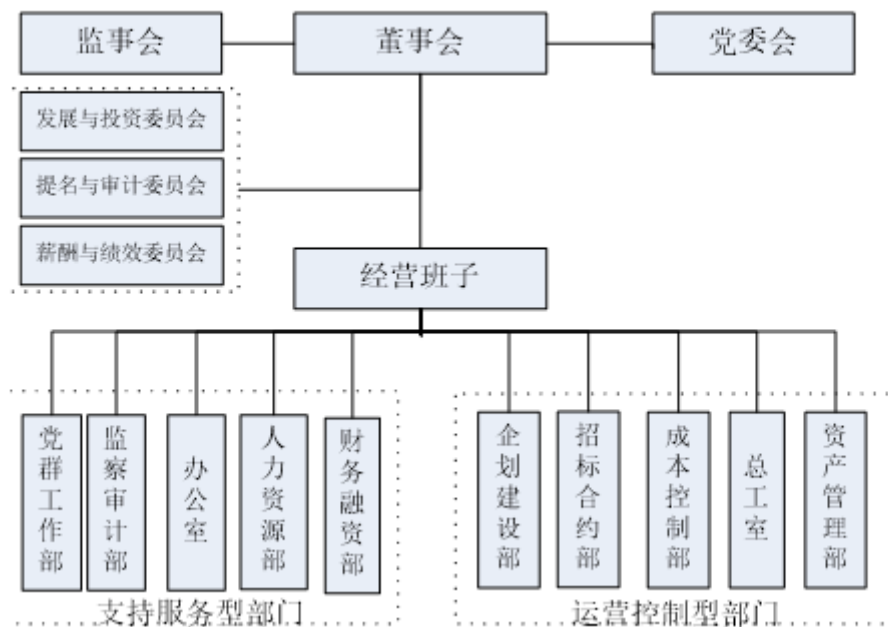 监事会
董事会
党委会
发展与投资委员会
提名与审计委员会
薪酬与绩效委员会
经营班子
党群工作部
监察审计部
办公室
人力资源部
财务融资部
企划建设部
招标合约部
成本控制部
总工室
资产管理部
支持服务型部门
运营控制型部门